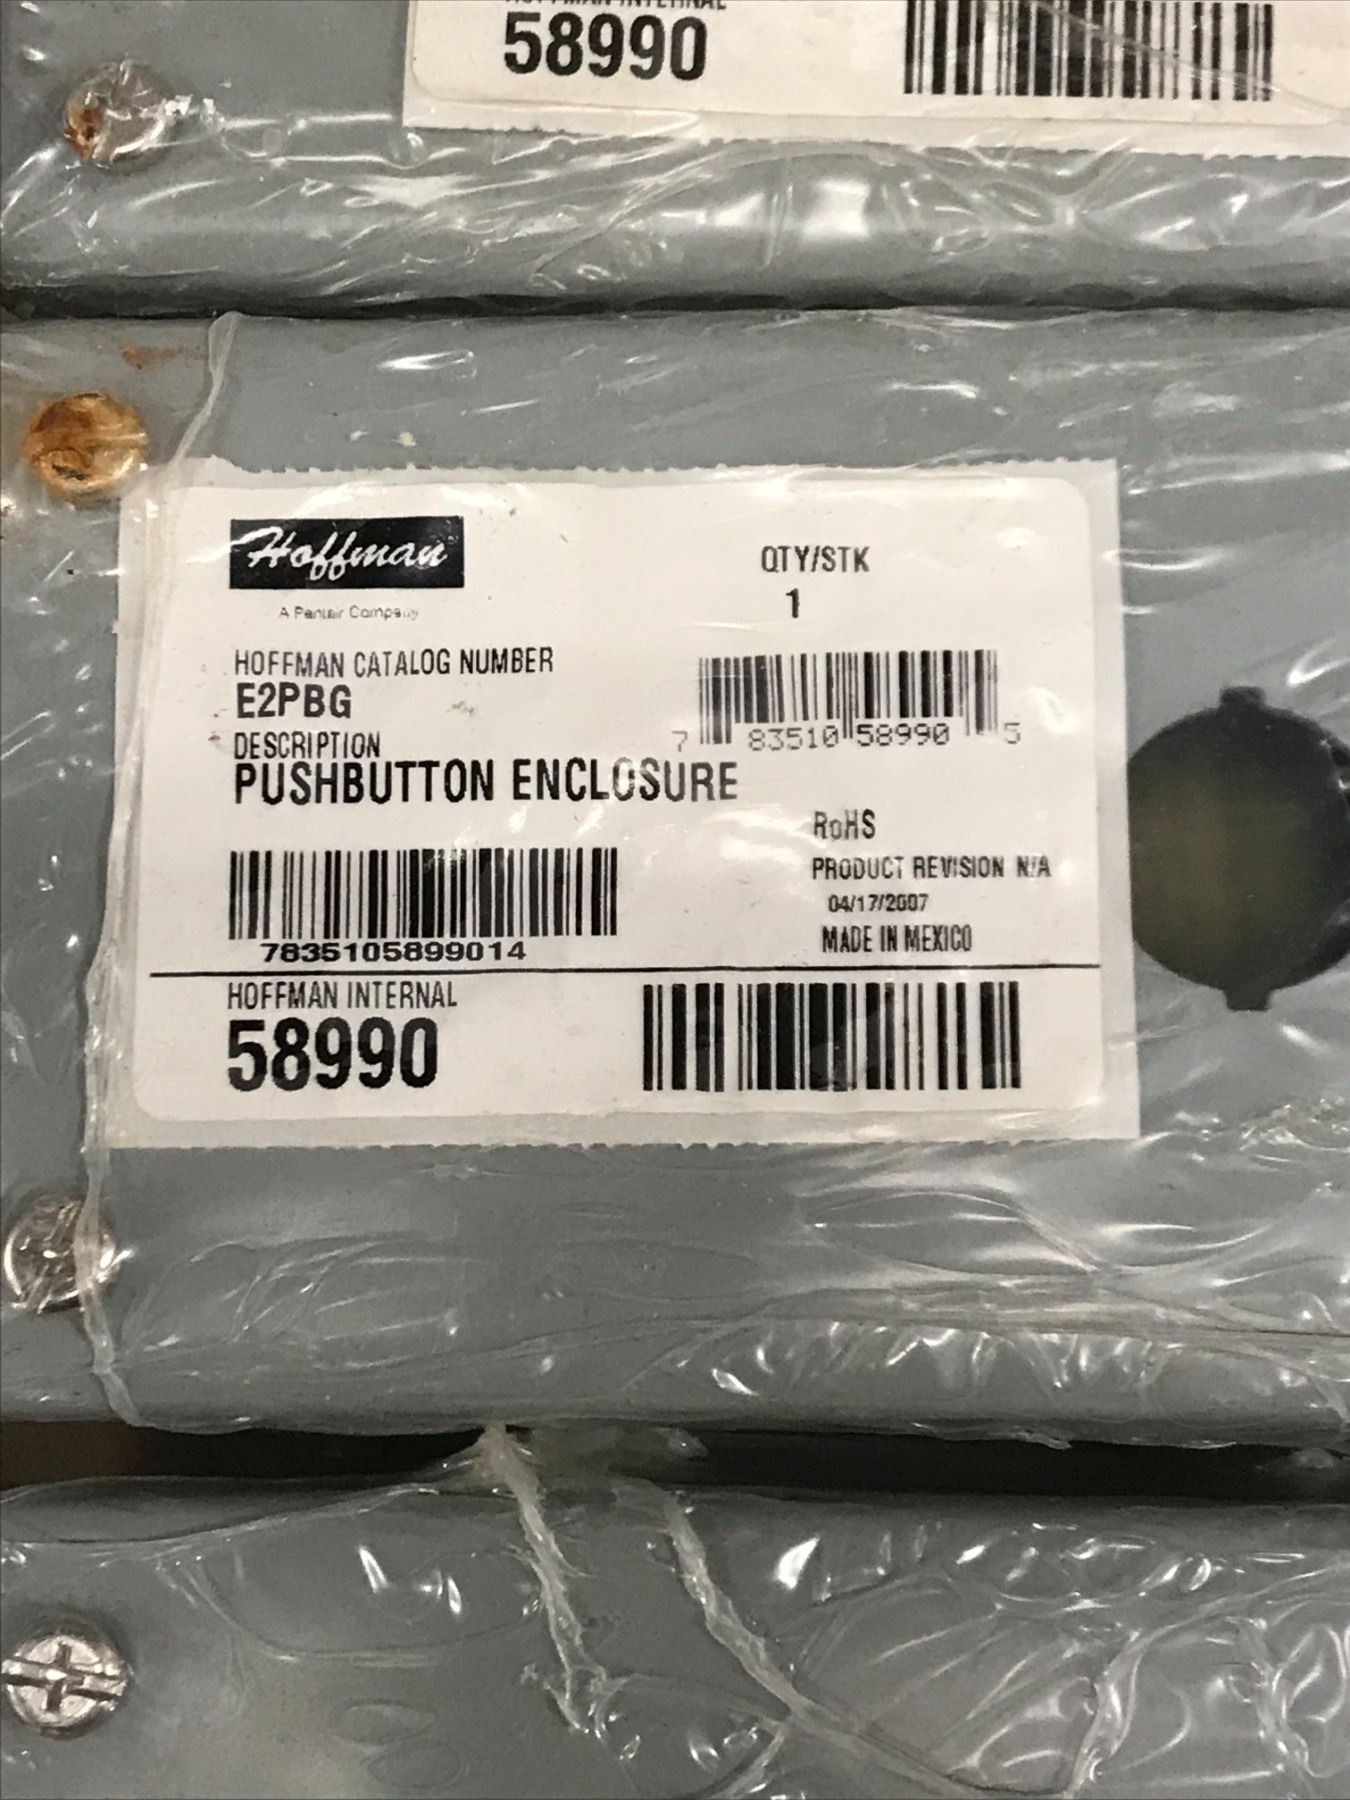 58990
Hoffman
A Pentair Company
QTY/STK
1
HOFFMAN CATALOG NUMBER
E2PBG
DESCRIPTION
PUSHBUTTON ENCLOSURE
7 83510 58990 5
RoHS
PRODUCT REVISION N/A
04/17/2007
MADE IN MEXICO
7835105899014
HOFFMAN INTERNAL
58990